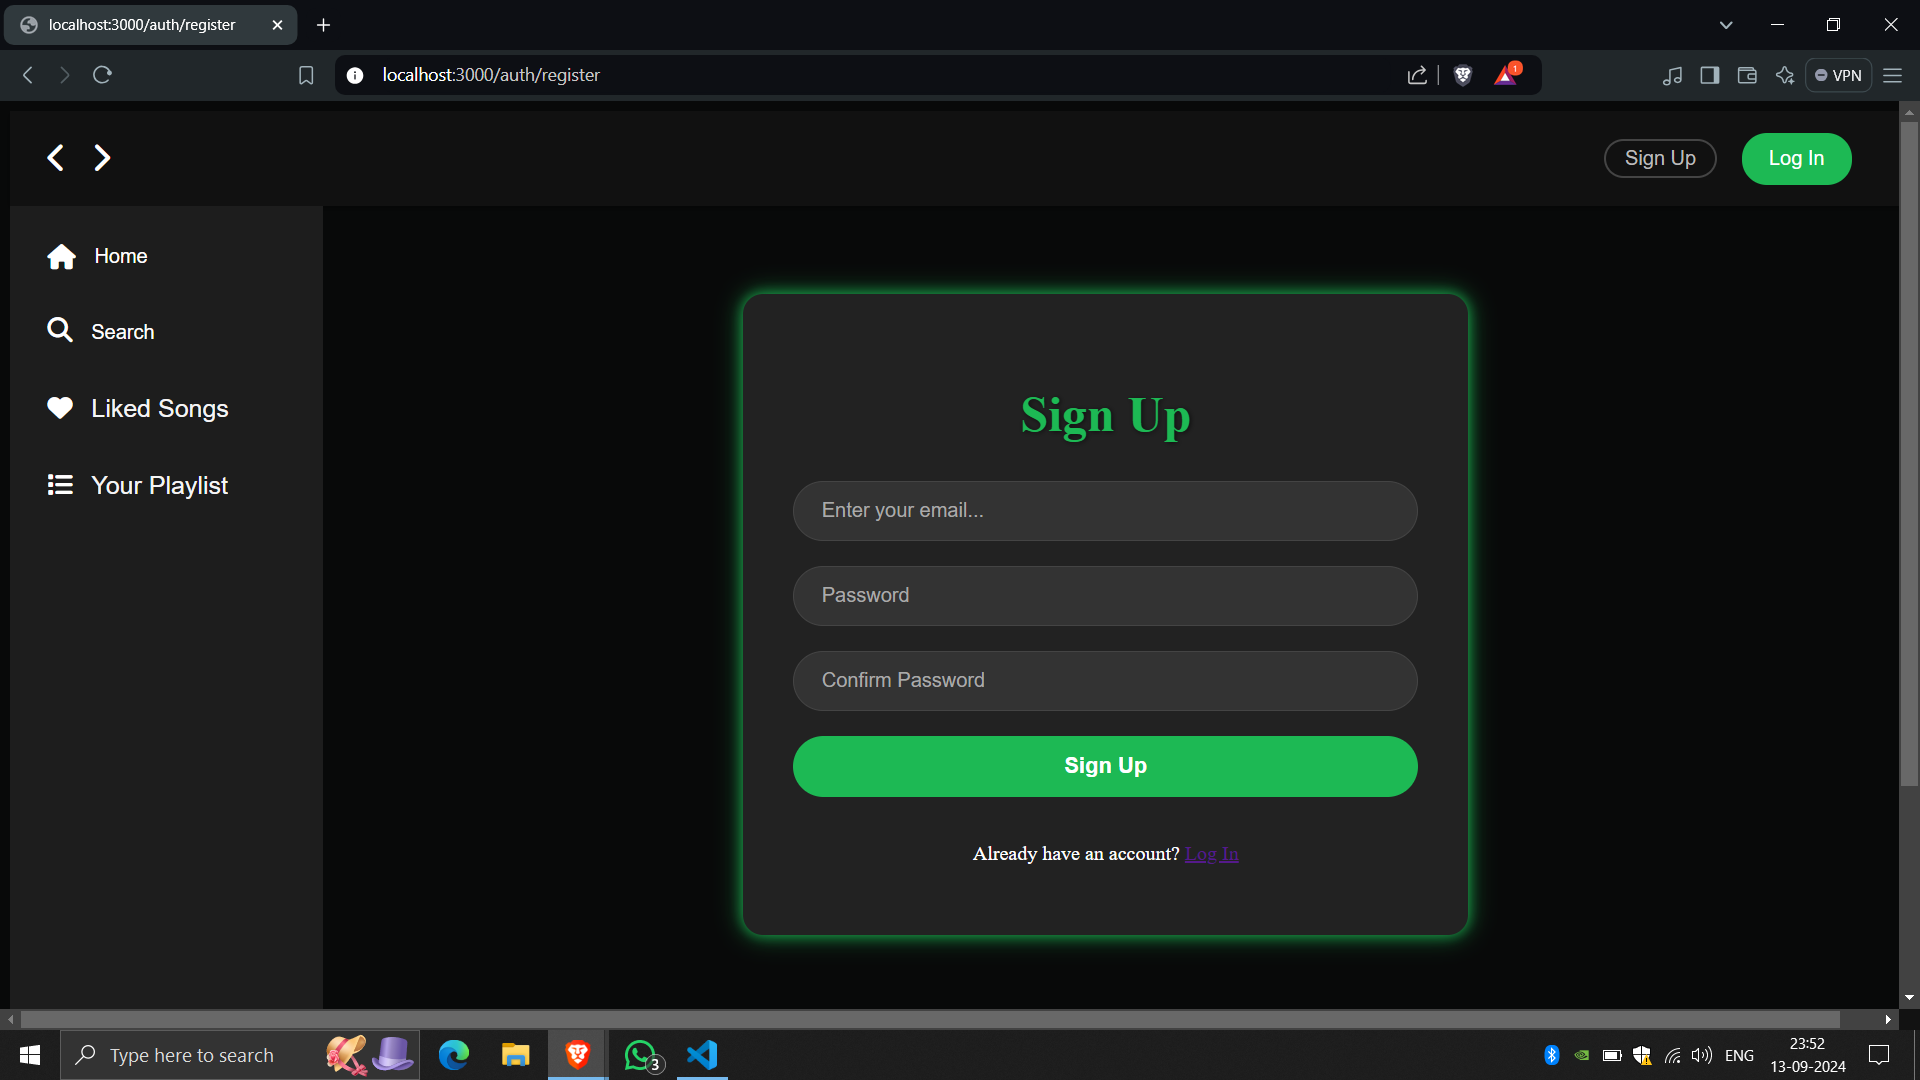 localhost:3000/auth/register
localhost:3000/auth/register
1
VPN
Sign Up
Log In
Home
Search
Liked Songs
Your Playlist
Sign Up
Enter your email...
Password
Confirm Password
Sign Up
Already have an account? Log In
Type here to search
3
ENG
23:52
13-09-2024